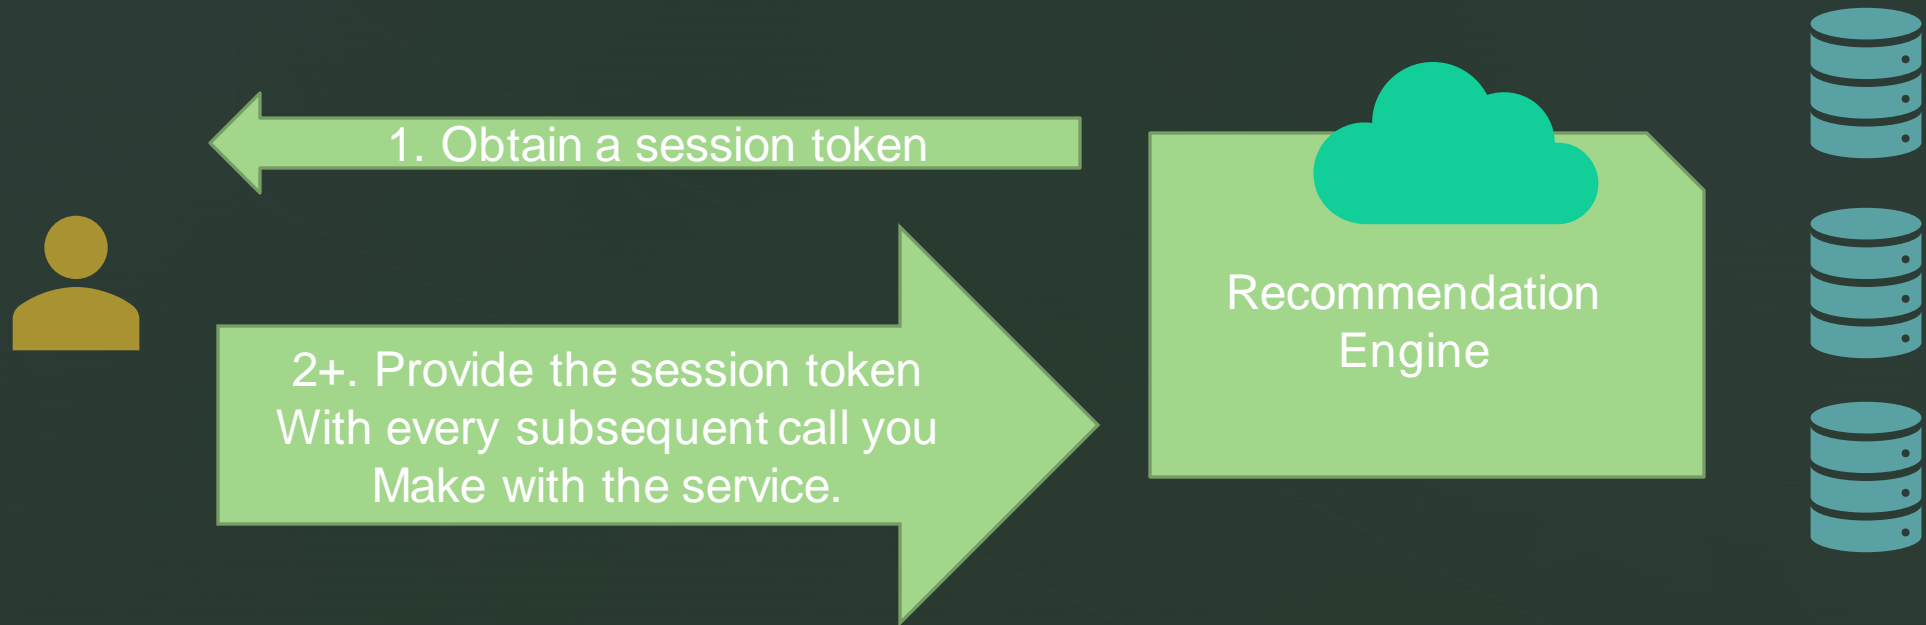 1. Obtain a session token
2+. Provide the session token
With every subsequent call you
Make with the service.
Recommendation
Engine